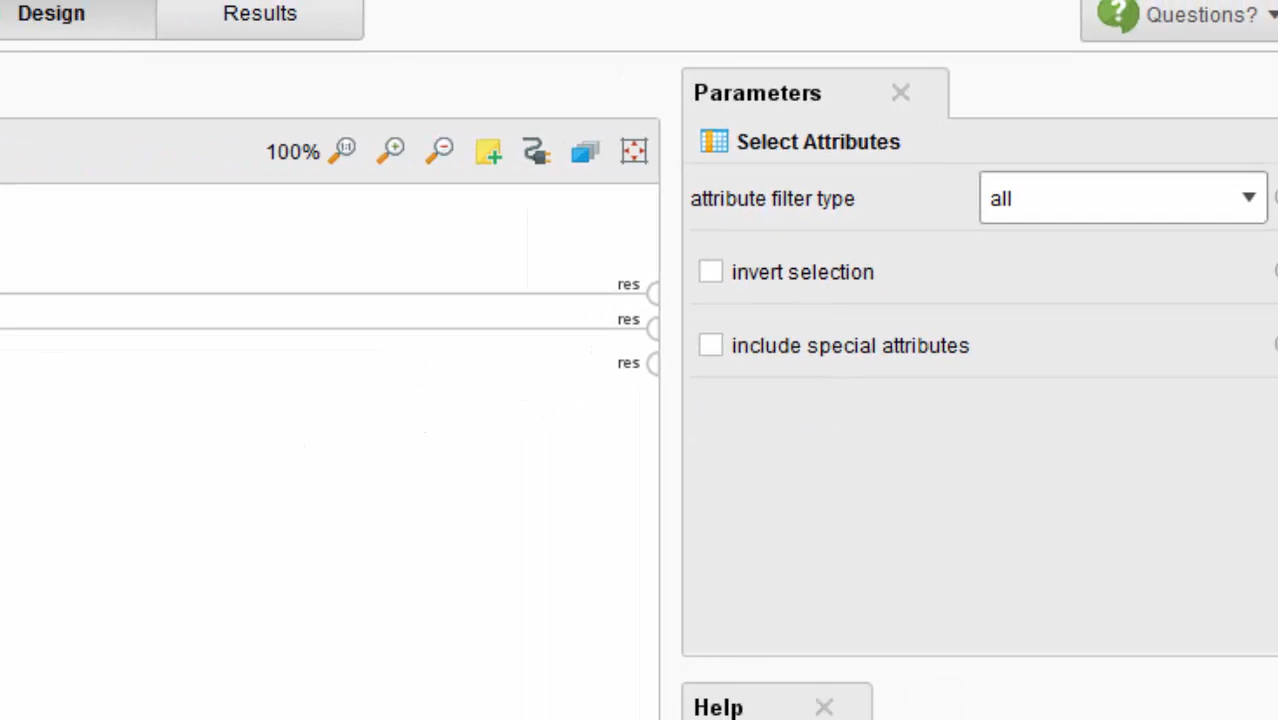 Design
Results
Questions?
Parameters
Select Attributes
100%
attribute filter type
all
invert selection
include special attributes
res
res
res
Help